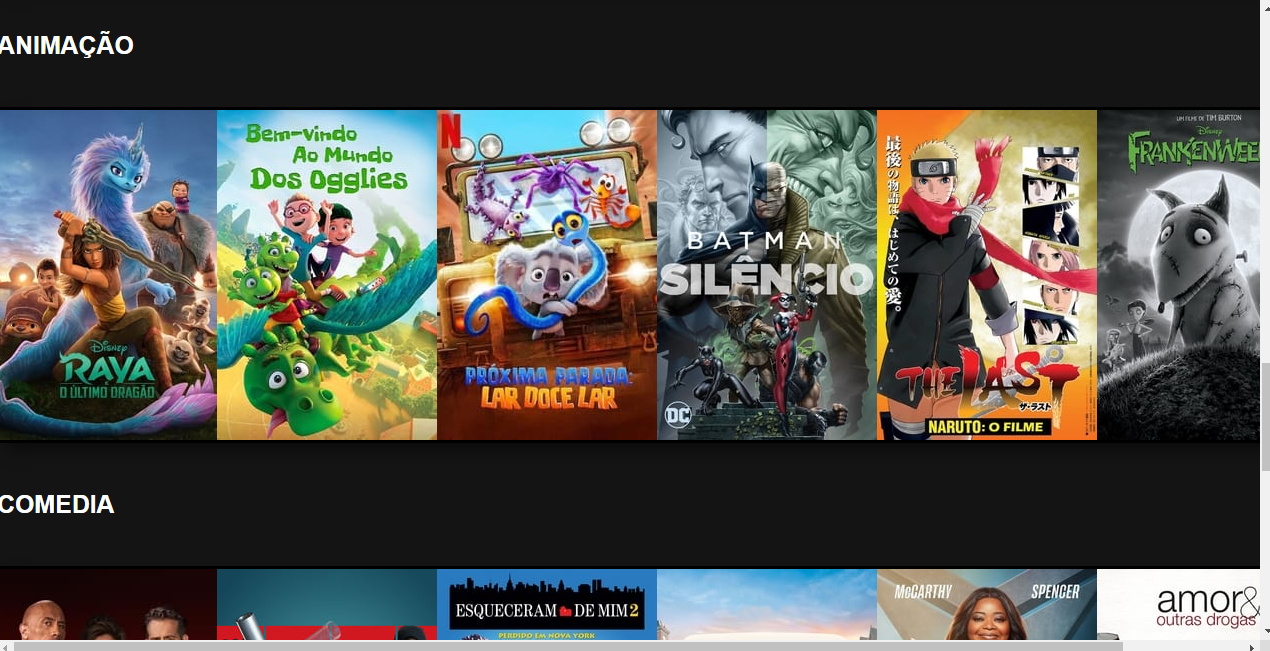 ANIMAÇÃO
Disney
RAYA
E
O ÚLTIMO DRAGÃO
Bem-vindo
Ao Mundo
Dos Ogglies
N
PRÓXIMA PARADA:
LAR DOCE LAR
BATMAN
SILÊNCIO
DC
最後の物語は、はじめての愛。
THE LAST
ザ・ラスト
NARUTO: O FILME
UM FILME DE TIM BURTON
Disney
FRANKENWEE
COMEDIA
ESQUECERAM DE MIM 2
PERDIDO EM NOVA YORK
McCARTHY
SPENCER
amor&
outras drogas